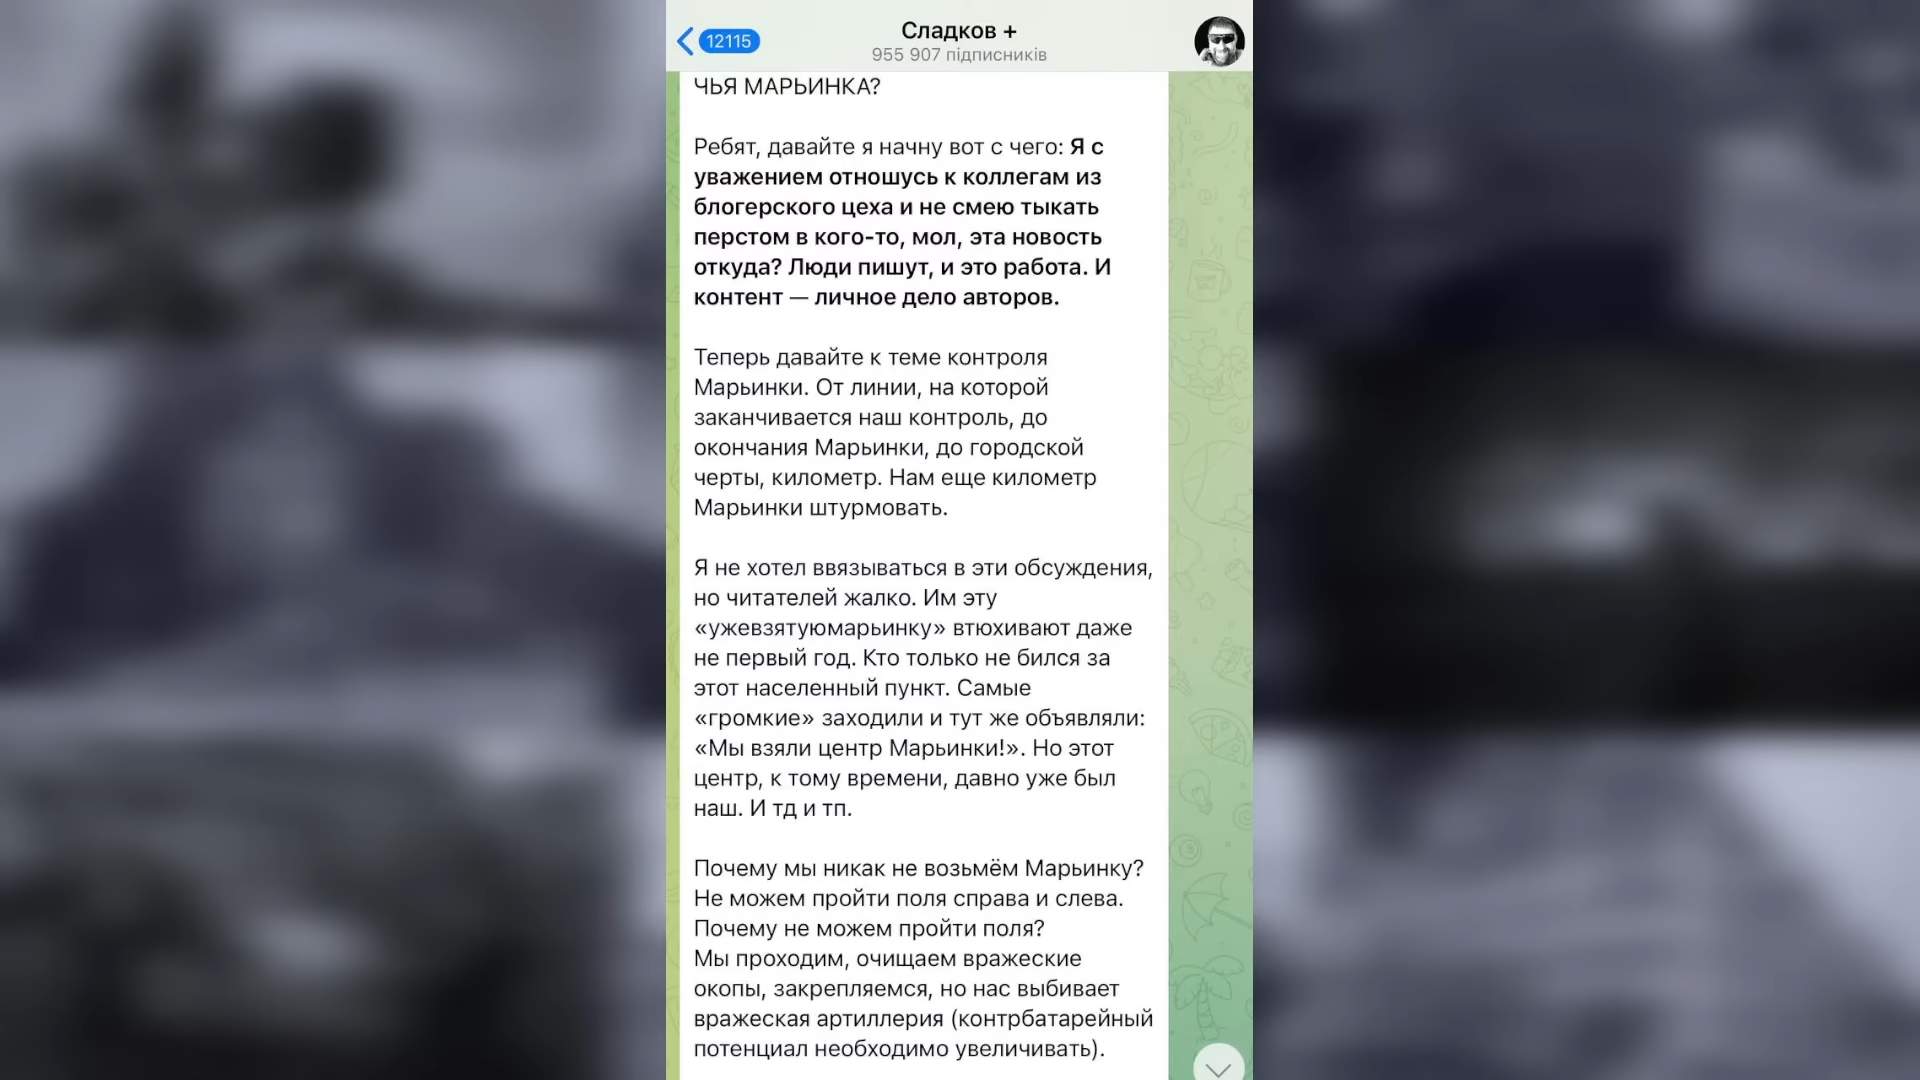 12115
Сладков +
955 907 підписників
ЧЬЯ МАРЬИНКА?
Ребят, давайте я начну вот с чего: Я с
уважением отношусь к коллегам из
блогерского цеха и не смею тыкать
перстом в кого-то, мол, эта новость
откуда? Люди пишут, и это работа. И
контент — личное дело авторов.
Теперь давайте к теме контроля
Марьинки. От линии, на которой
заканчивается наш контроль, до
окончания Марьинки, до городской
черты, километр. Нам еще километр
Марьинки штурмовать.
Я не хотел ввязываться в эти обсуждения,
но читателей жалко. Им эту
«ужевзятуюмарьинку» втюхивают даже
не первый год. Кто только не бился за
этот населенный пункт. Самые
«громкие» заходили и тут же объявляли:
«Мы взяли центр Марьинки!». Но этот
центр, к тому времени, давно уже был
наш. И тд и тп.
Почему мы никак не возьмём Марьинку?
Не можем пройти поля справа и слева.
Почему не можем пройти поля?
Мы проходим, очищаем вражеские
окопы, закрепляемся, но нас выбивает
вражеская артиллерия (контрбатарейный
потенциал необходимо увеличивать).